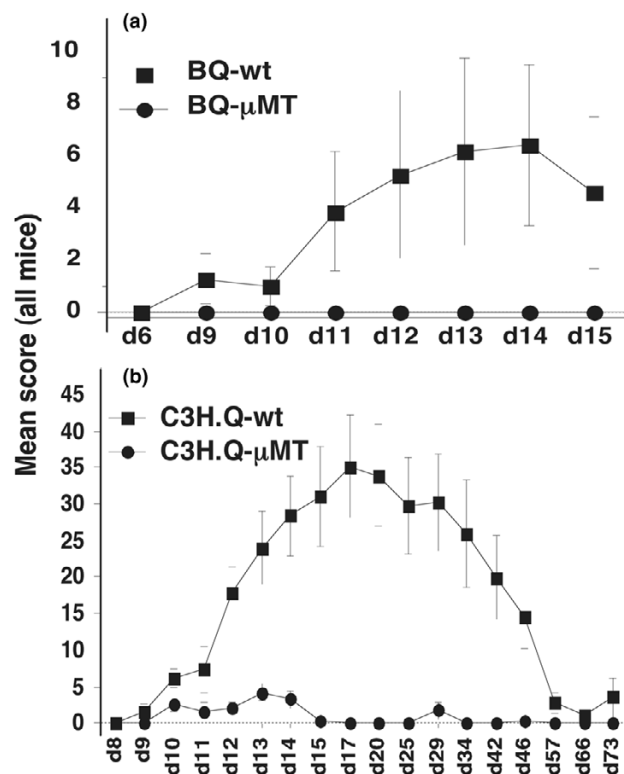 (a)
10
BQ-wt
8
BQ-μMT
6
4
2
0
d6 d9 d10 d11 d12 d13 d14 d15
Mean score (all mice)
(b)
45
C3H.Q-wt
40
C3H.Q-μMT
35
30
25
20
15
10
5
0
d8 d9 d10 d11 d12 d13 d14 d15 d17 d20 d25 d29 d34 d42 d46 d57 d66 d73